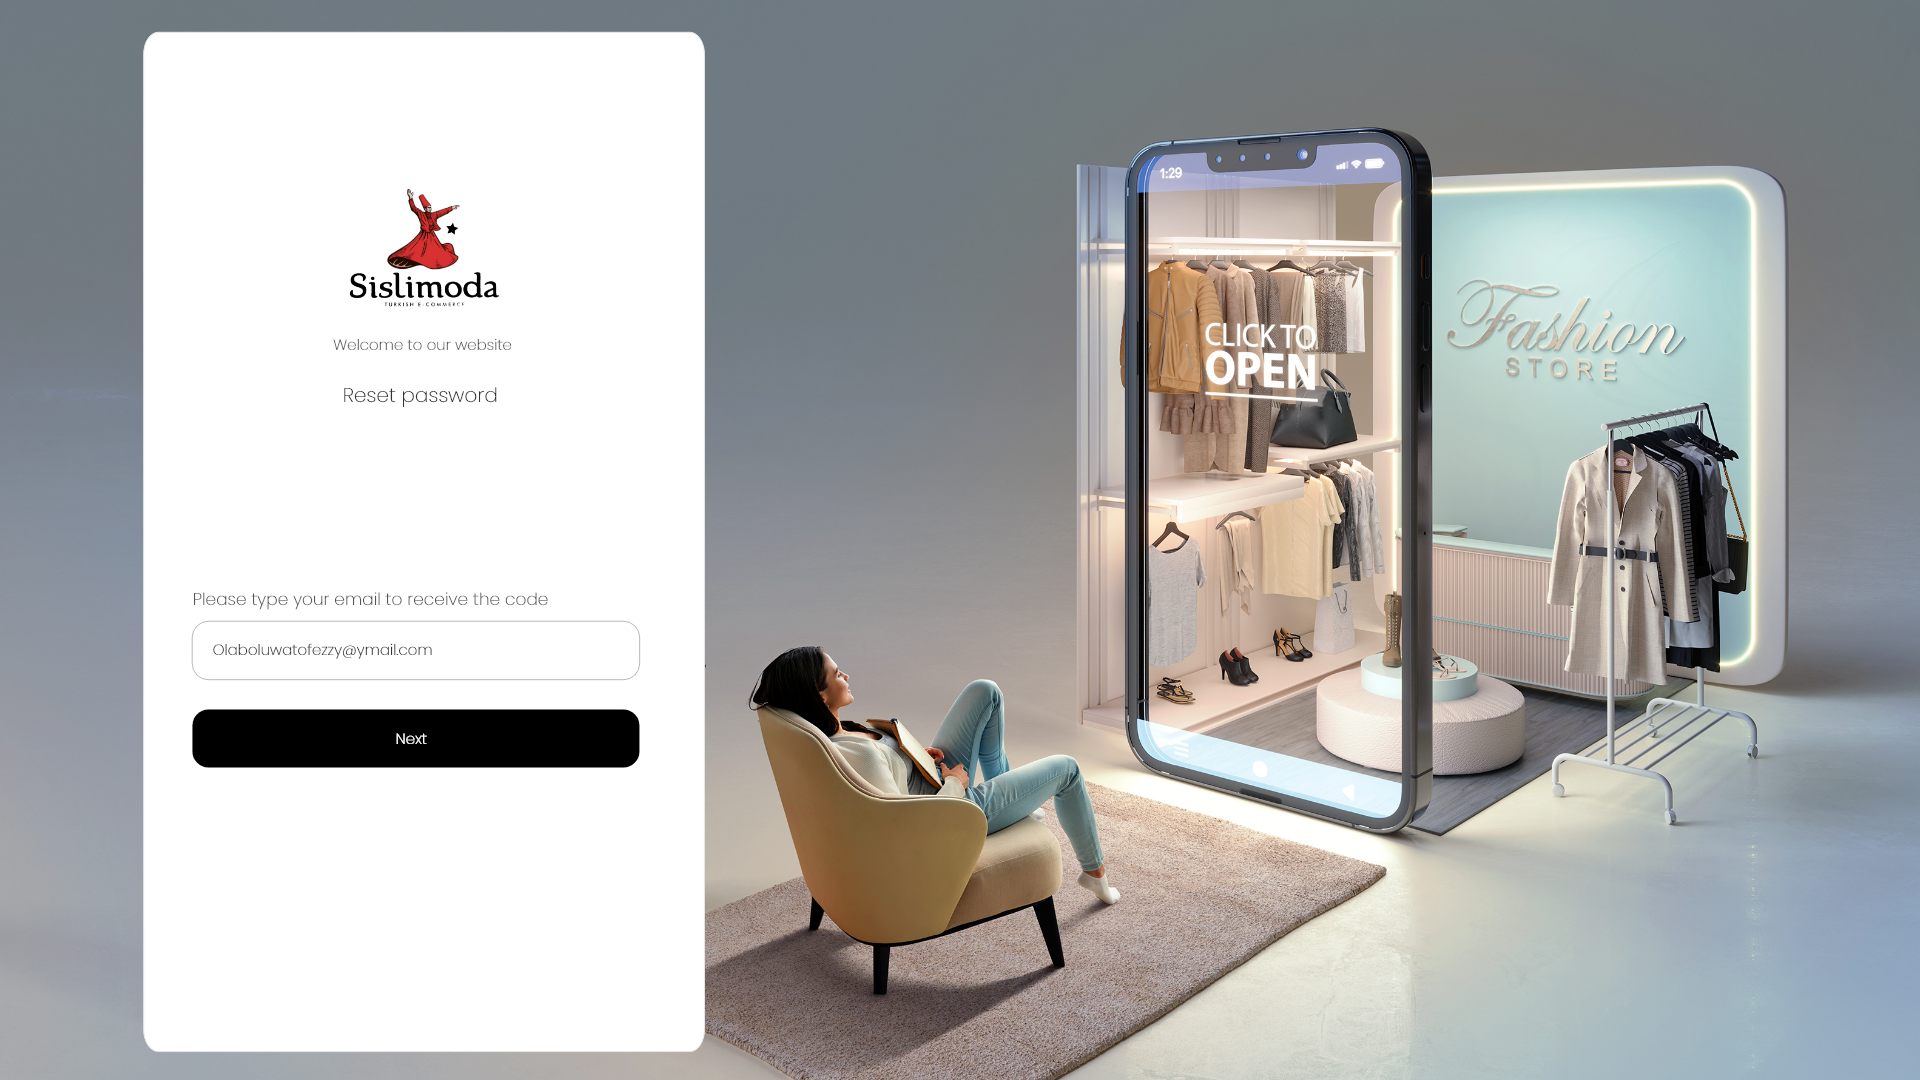 Sislimoda
TURKISH E-COMMERCE
Welcome to our website
Reset password
Please type your email to receive the code
Olaboluwatofezzy@ymail.com
Next
1:29
CLICK TO
OPEN
Fashion
STORE